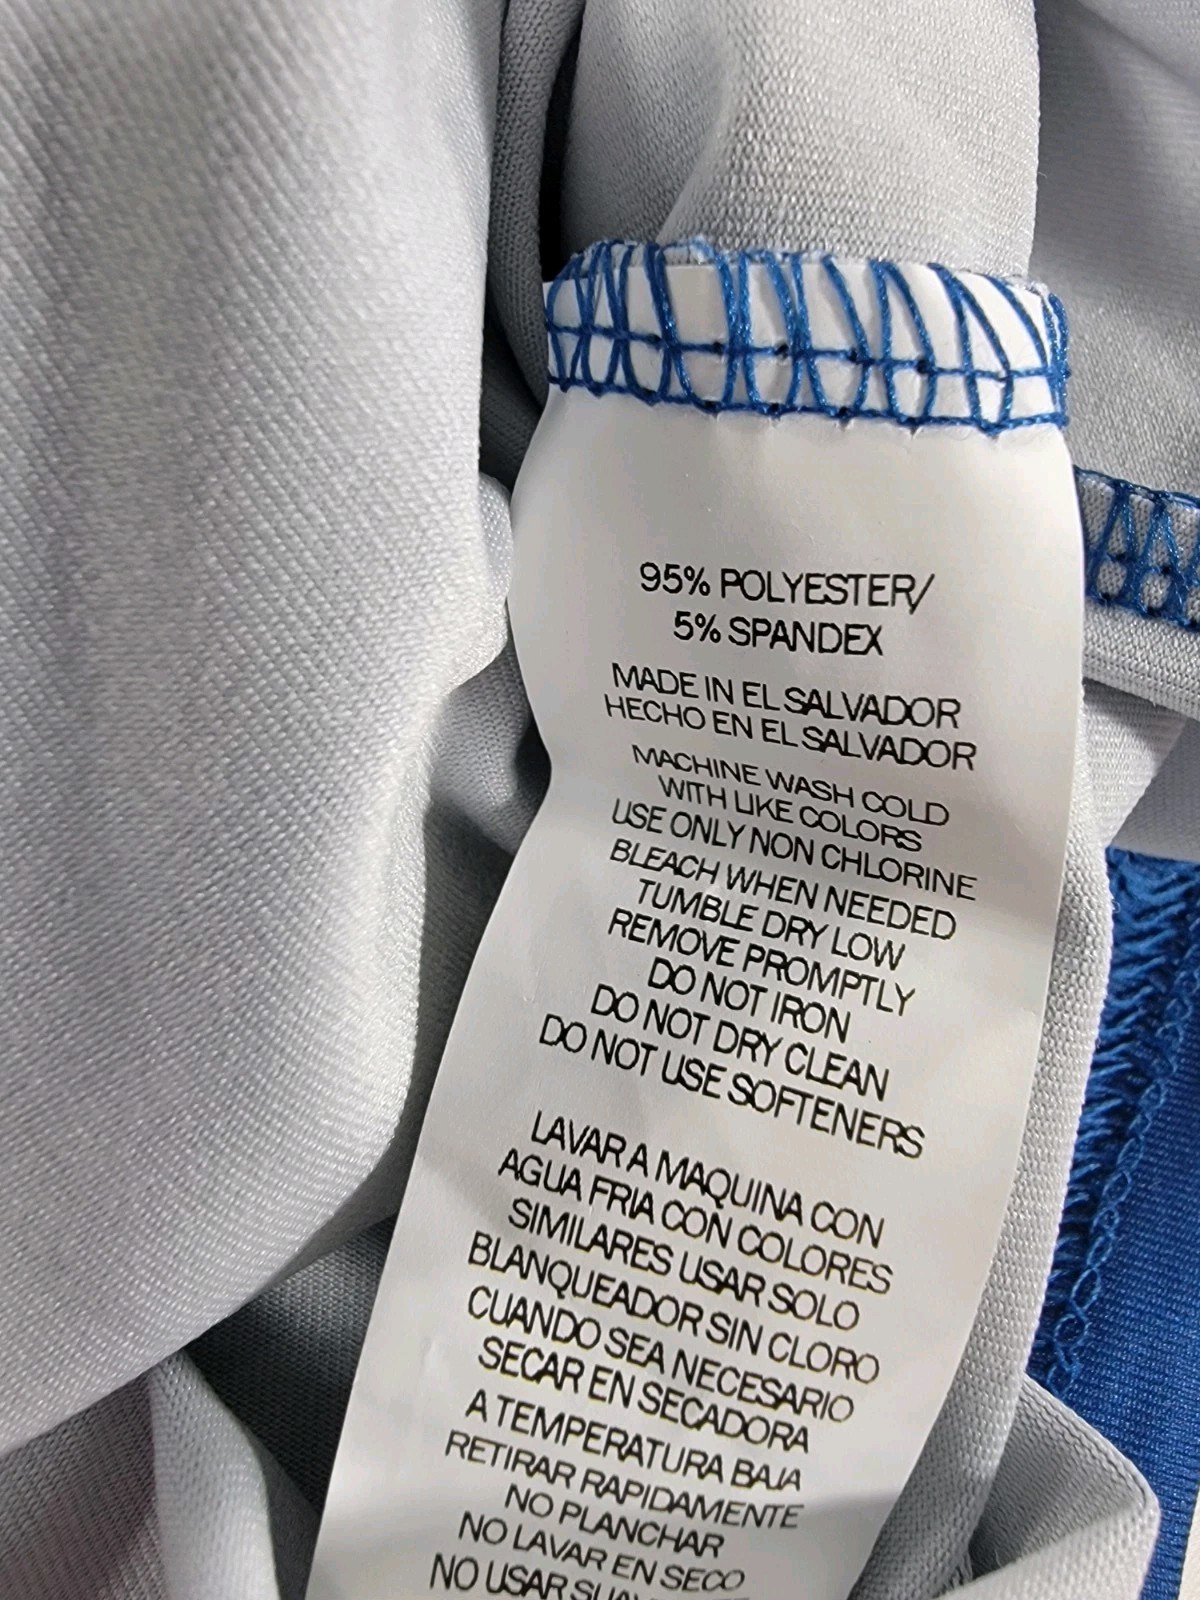 95% POLYESTER/
5% SPANDEX
MADE IN EL SALVADOR
HECHO EN EL SALVADOR
MACHINE WASH COLD
WITH LIKE COLORS
USE ONLY NON CHLORINE
BLEACH WHEN NEEDED
TUMBLE DRY LOW
REMOVE PROMPTLY
DO NOT IRON
DO NOT DRY CLEAN
DO NOT USE SOFTENERS
LAVAR A MAQUINA CON
AGUA FRIA CON COLORES
SIMILARES USAR SOLO
BLANQUEADOR SIN CLORO
CUANDO SEA NECESARIO
SECAR EN SECADORA
A TEMPERATURA BAJA
RETIRAR RAPIDAMENTE
NO PLANCHAR
NO LAVAR EN SECO
NO USAR